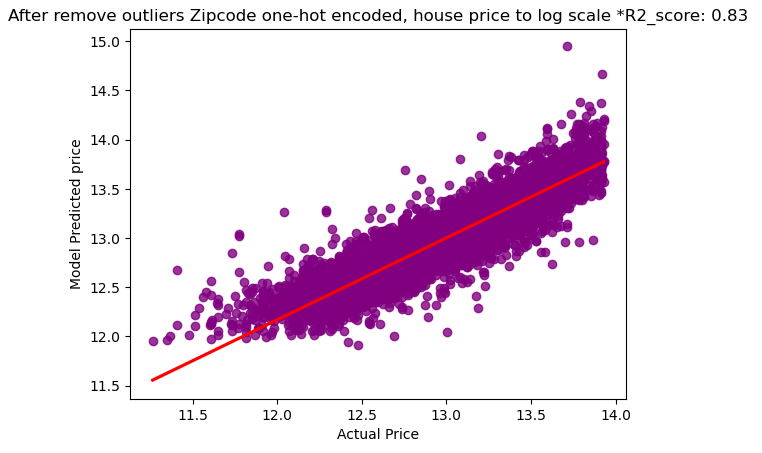 After remove outliers Zipcode one-hot encoded, house price to log scale *R2_score: 0.83
15.0
14.5
14.0
13.5
13.0
12.5
12.0
11.5
Model Predicted price
11.5 12.0 12.5 13.0 13.5 14.0
Actual Price